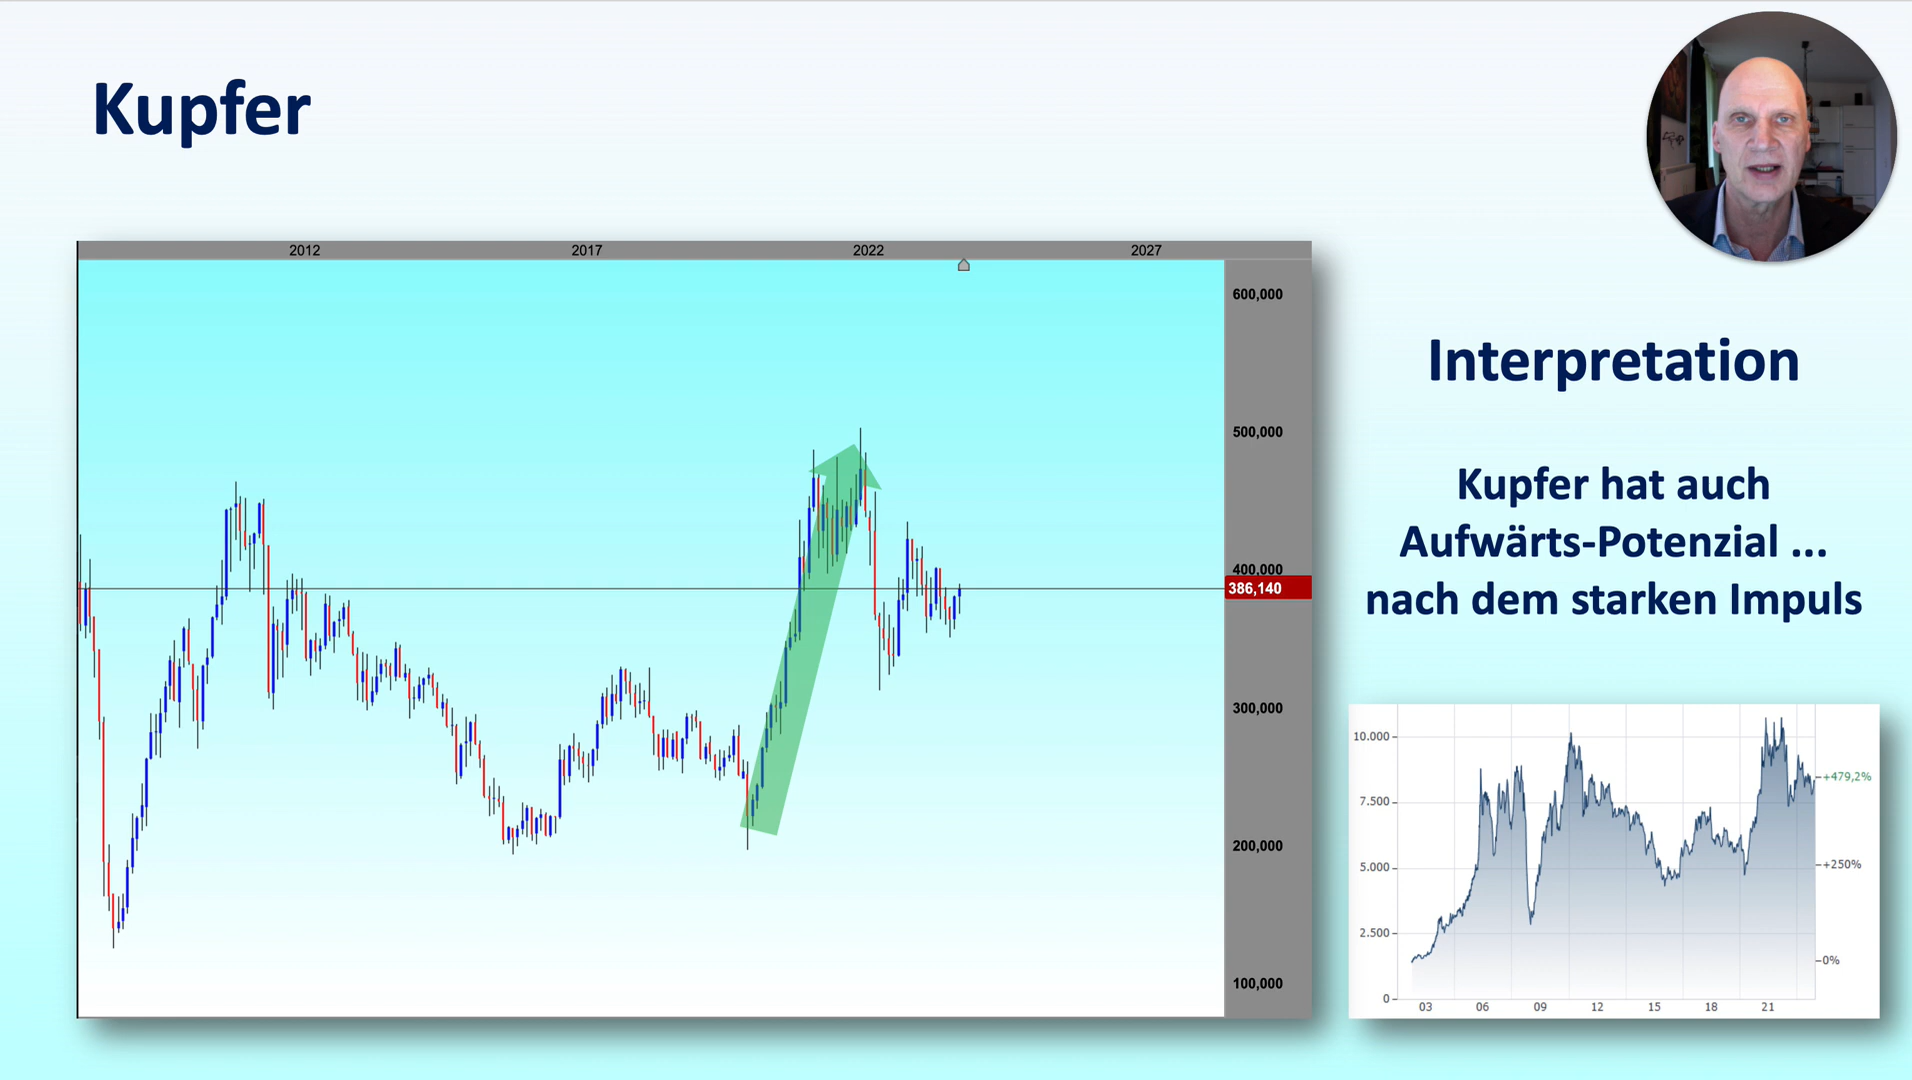 Kupfer
2012 2017 2022 2027
600,000
500,000
400,000
386,140
300,000
200,000
100,000
Interpretation
Kupfer hat auch
Aufwärts-Potenzial ...
nach dem starken Impuls
10.000
7.500
5.000
2.500
0
+479,2%
+250%
0%
03 06 09 12 15 18 21